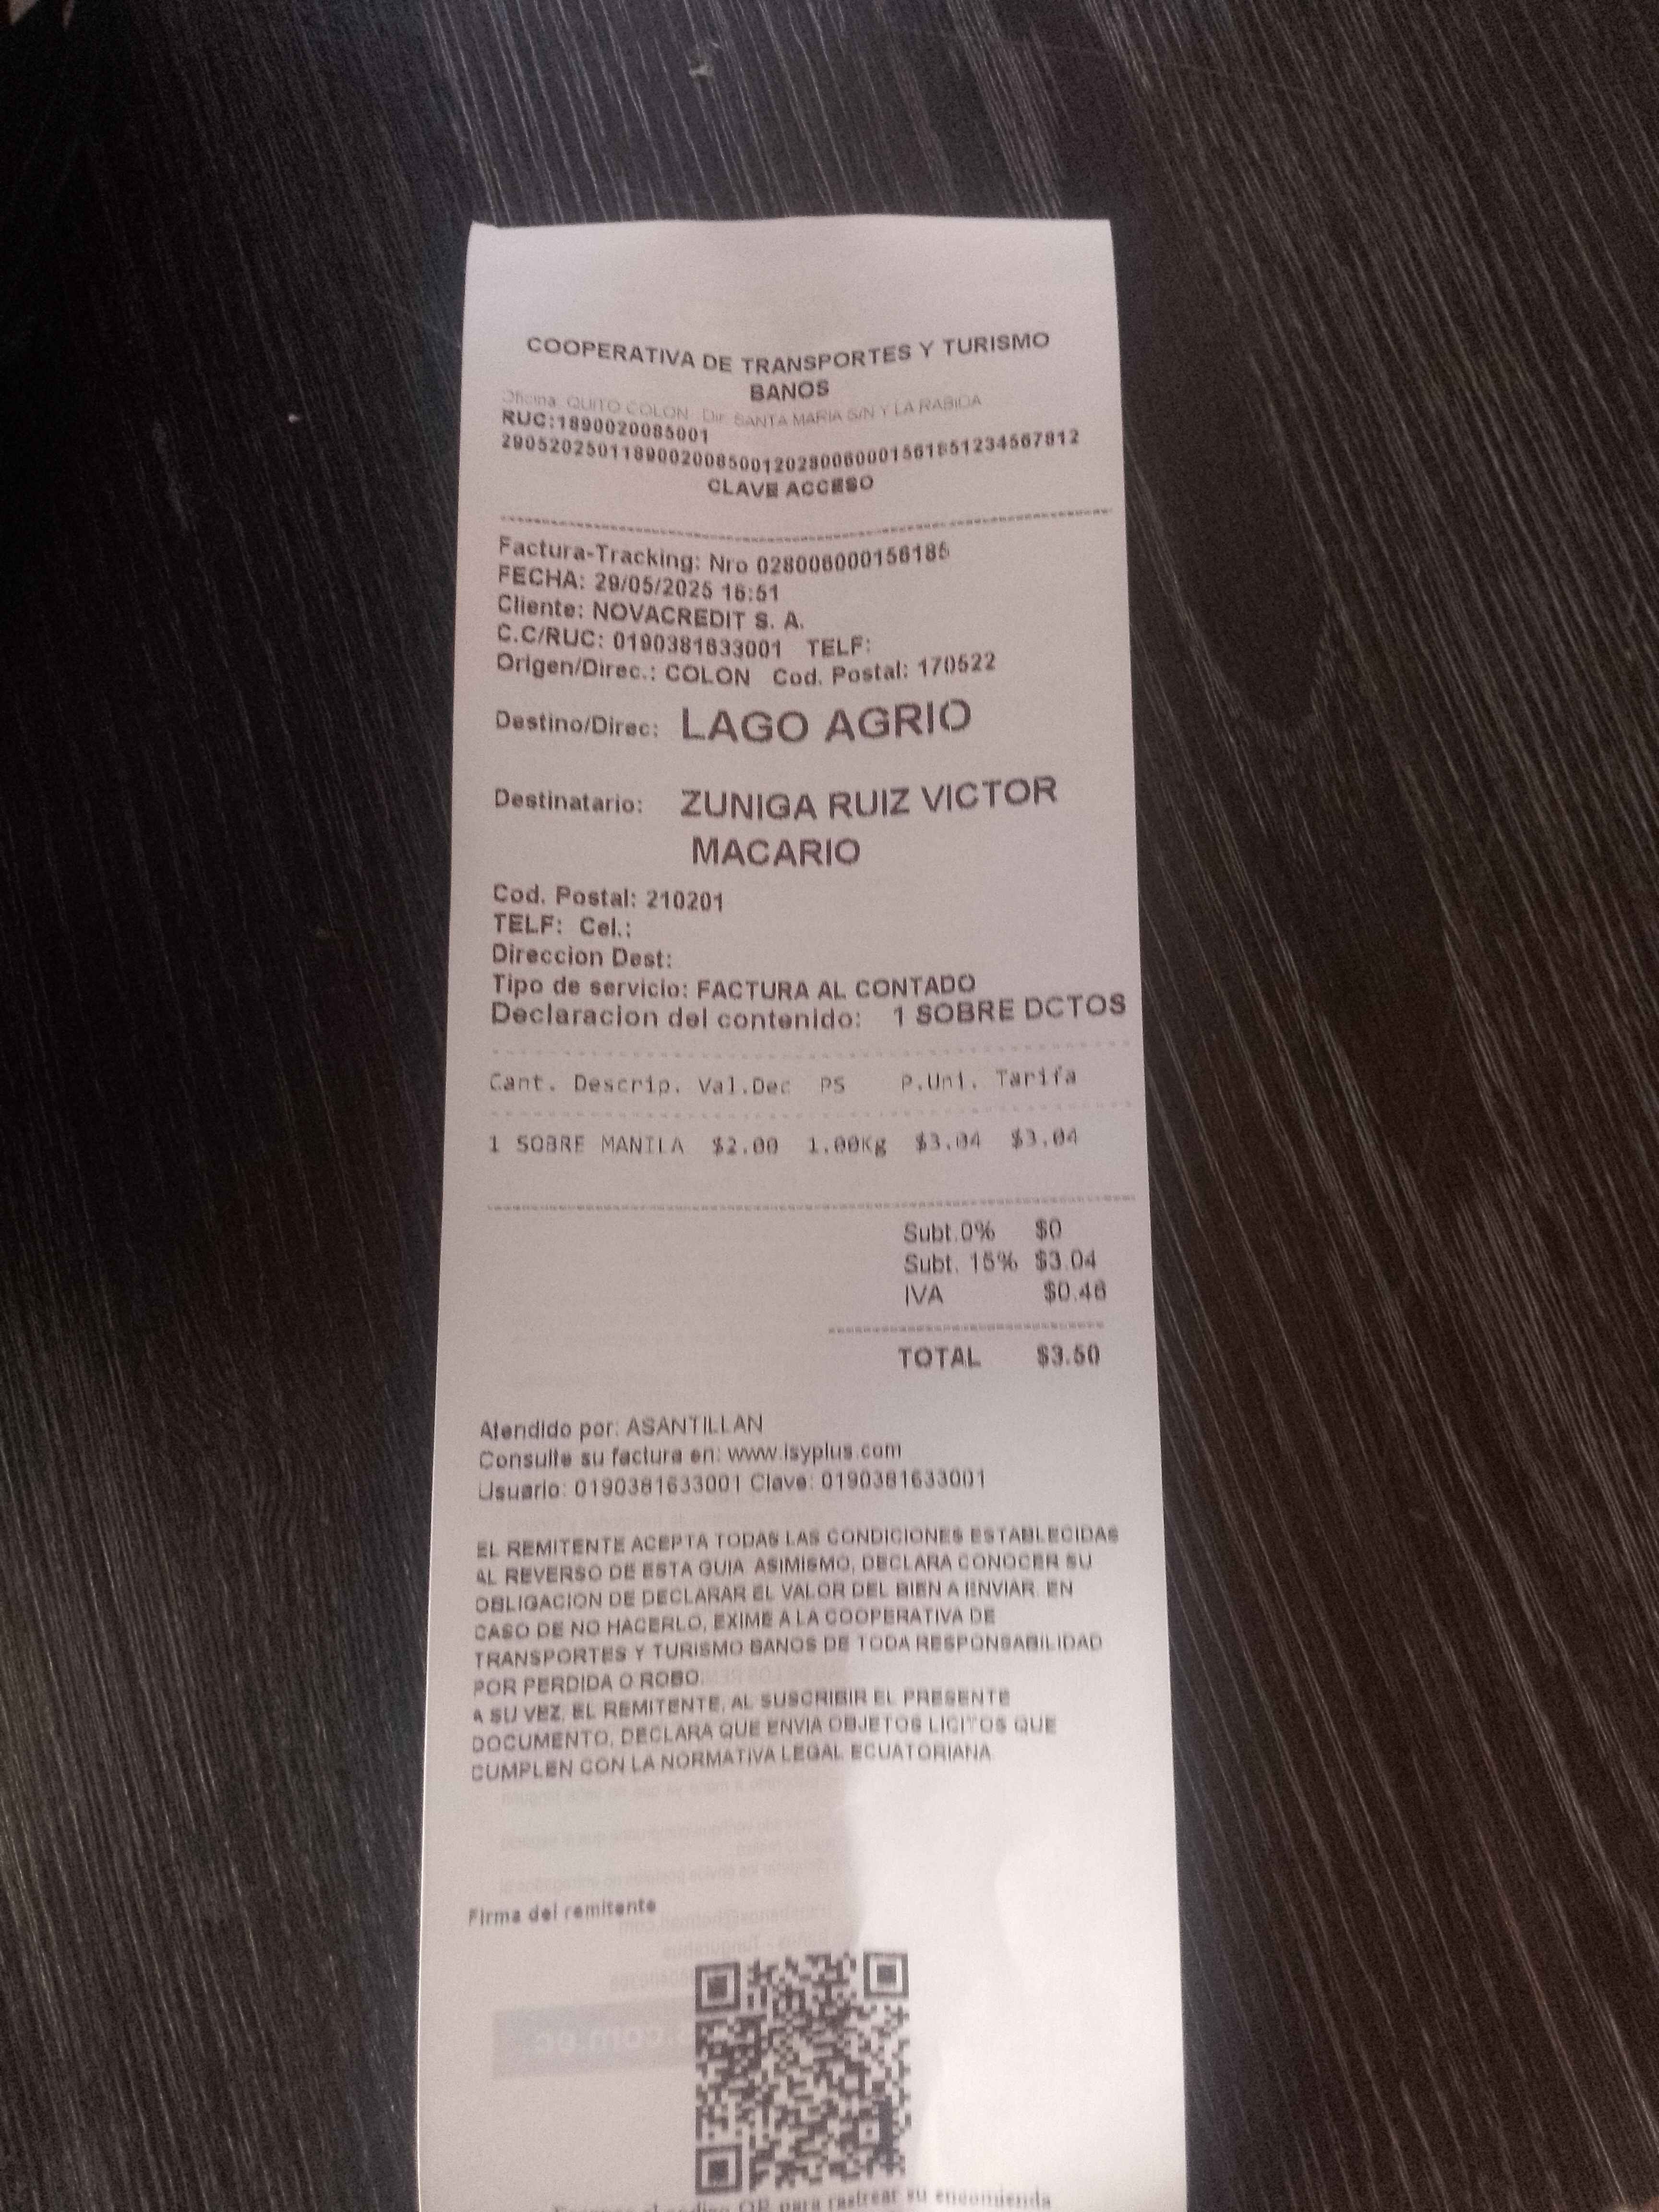 COOPERATIVA DE TRANSPORTES Y TURISMO
BANOS
Oficina: QUITO COLON Dir: SANTA MARIA S/N Y LA RABIDA
RUC:1890020085001
2905202501189002008500120280060001561851234567812
CLAVE ACCESO
Factura-Tracking: Nro 028006000156185
FECHA: 29/05/2025 16:51
Cliente: NOVACREDIT S. A.
C.C/RUC: 0190381633001 TELF:
Origen/Direc.: COLON Cod. Postal: 170522
Destino/Direc: LAGO AGRIO
Destinatario: ZUNIGA RUIZ VICTOR
MACARIO
Cod. Postal: 210201
TELF: Cel.:
Direccion Dest:
Tipo de servicio: FACTURA AL CONTADO
Declaracion del contenido: 1 SOBRE DCTOS
Cant. Descrip. Val.Dec PS P.Uni. Tarifa
1 SOBRE MANILA $2.00 1.00Kg $3.04 $3.04
Subt.0% $0
Subt. 15% $3.04
IVA $0.46
TOTAL $3.50
Atendido por: ASANTILLAN
Consulte su factura en: www.isyplus.com
Usuario: 0190381633001 Clave: 0190381633001
EL REMITENTE ACEPTA TODAS LAS CONDICIONES ESTABLECIDAS
AL REVERSO DE ESTA GUIA ASIMISMO, DECLARA CONOCER SU
OBLIGACION DE DECLARAR EL VALOR DEL BIEN A ENVIAR. EN
CASO DE NO HACERLO, EXIME A LA COOPERATIVA DE
TRANSPORTES Y TURISMO BANOS DE TODA RESPONSABILIDAD
POR PERDIDA O ROBO.
A SU VEZ, EL REMITENTE, AL SUSCRIBIR EL PRESENTE
DOCUMENTO, DECLARA QUE ENVIA OBJETOS LICITOS QUE
CUMPLEN CON LA NORMATIVA LEGAL ECUATORIANA
Firma del remitente
el codigo QR para rastrear su encomienda